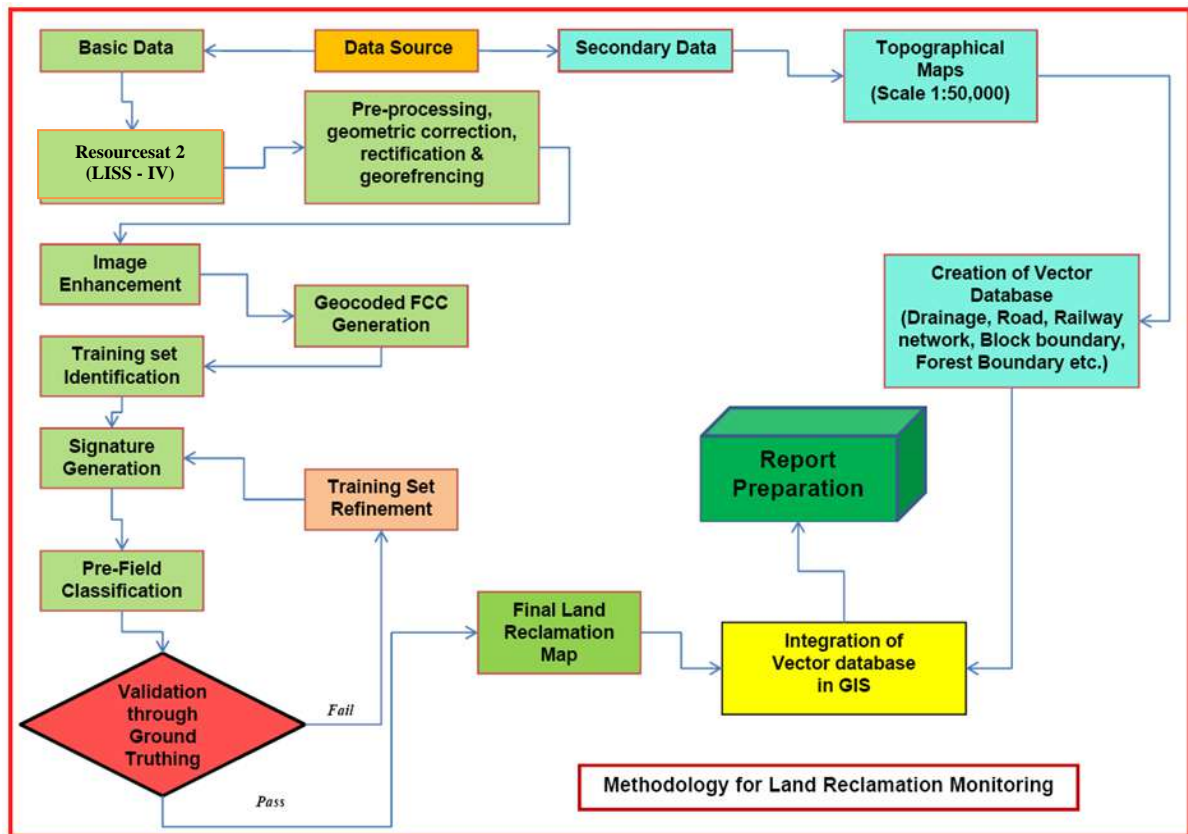 Basic Data
Data Source
Secondary Data
Topographical
Maps
(Scale 1:50,000)
Resourcesat 2
(LISS - IV)
Pre-processing,
geometric correction,
rectification &
georefrencing
Image
Enhancement
Geocoded FCC
Generation
Creation of Vector
Database
(Drainage, Road, Railway
network, Block boundary,
Forest Boundary etc.)
Training set
Identification
Signature
Generation
Training Set
Refinement
Report
Preparation
Pre-Field
Classification
Final Land
Reclamation
Map
Integration of
Vector database
in GIS
Validation
through
Ground
Truthing
Fail
Pass
Methodology for Land Reclamation Monitoring